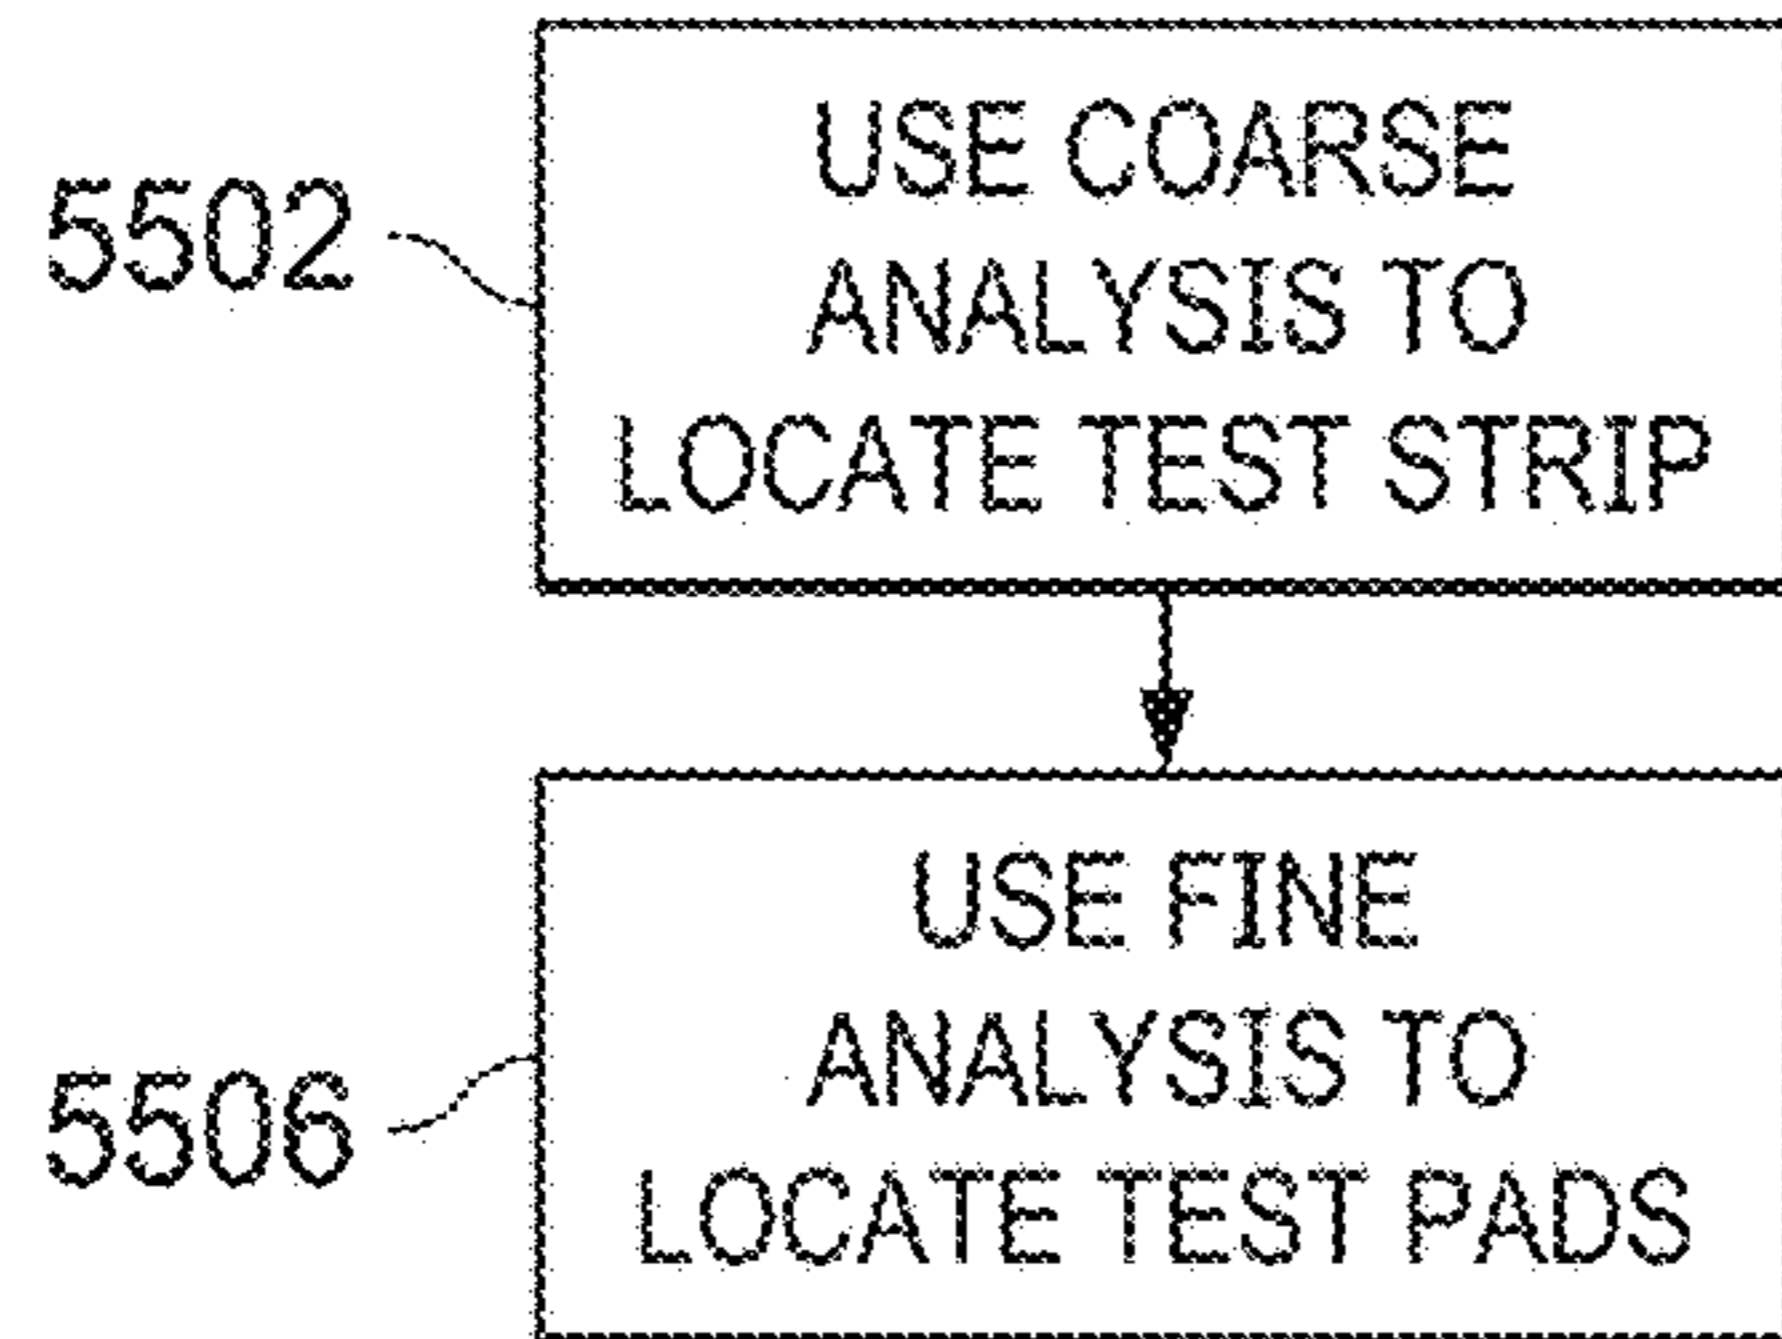 5502
USE COARSE
ANALYSIS TO
LOCATE TEST STRIP
5506
USE FINE
ANALYSIS TO
LOCATE TEST PADS